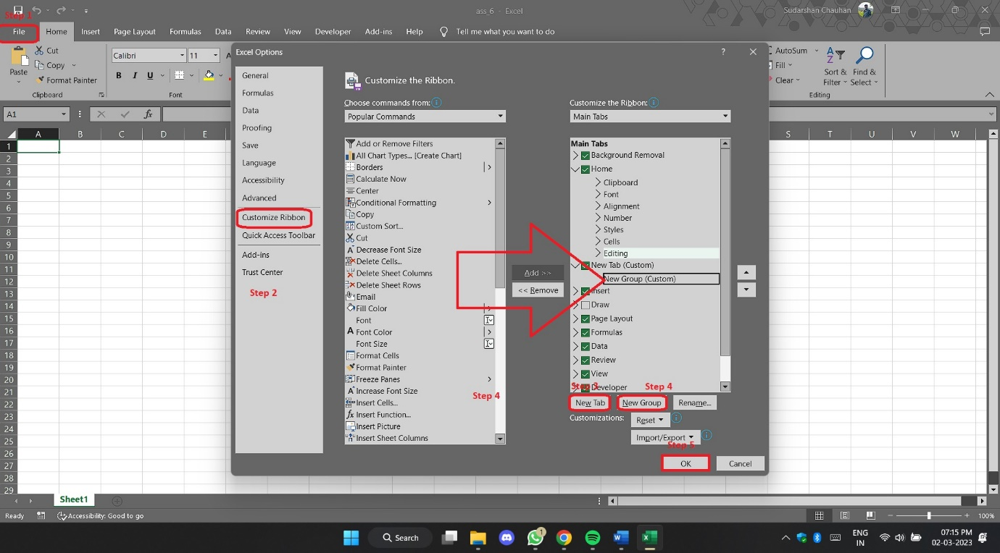 Step 1
ass_6 - Excel
Sudarshan Chauhan
File Home Insert Page Layout Formulas Data Review View Developer Add-ins Help Tell me what you want to do
Paste
Cut
Copy
Format Painter
Clipboard
Calibri 11
B I U
Font
AutoSum
Fill
Clear
Sort & Filter
Find & Select
Editing
A1
fx
A B C D E S T U V W
1
2
3
4
5
6
7
8
9
10
11
12
13
14
15
16
17
18
19
20
21
22
23
24
25
26
27
28
29
Excel Options ?
General
Formulas
Data
Proofing
Save
Language
Accessibility
Advanced
Customize Ribbon
Quick Access Toolbar
Add-ins
Trust Center
Step 2
Customize the Ribbon.
Choose commands from:
Popular Commands
Add or Remove Filters
All Chart Types... [Create Chart]
Borders
Calculate Now
Center
Conditional Formatting
Copy
Custom Sort...
Cut
Decrease Font Size
Delete Cells...
Delete Sheet Columns
Delete Sheet Rows
Email
Fill Color
Font
Font Color
Font Size
Format Cells
Format Painter
Freeze Panes
Increase Font Size
Insert Cells...
Insert Function...
Insert Picture
Insert Sheet Columns
Step 4
Add >>
<< Remove
Customize the Ribbon:
Main Tabs
Main Tabs
Background Removal
Home
Clipboard
Font
Alignment
Number
Styles
Cells
Editing
New Tab (Custom)
New Group (Custom)
Insert
Draw
Page Layout
Formulas
Data
Review
View
Developer
Step 3 Step 4
New Tab New Group Rename...
Customizations: Reset
Import/Export
Step 5
OK Cancel
Sheet1
Ready Accessibility: Good to go 100%
Search
1
ENG
IN
07:15 PM
02-03-2023